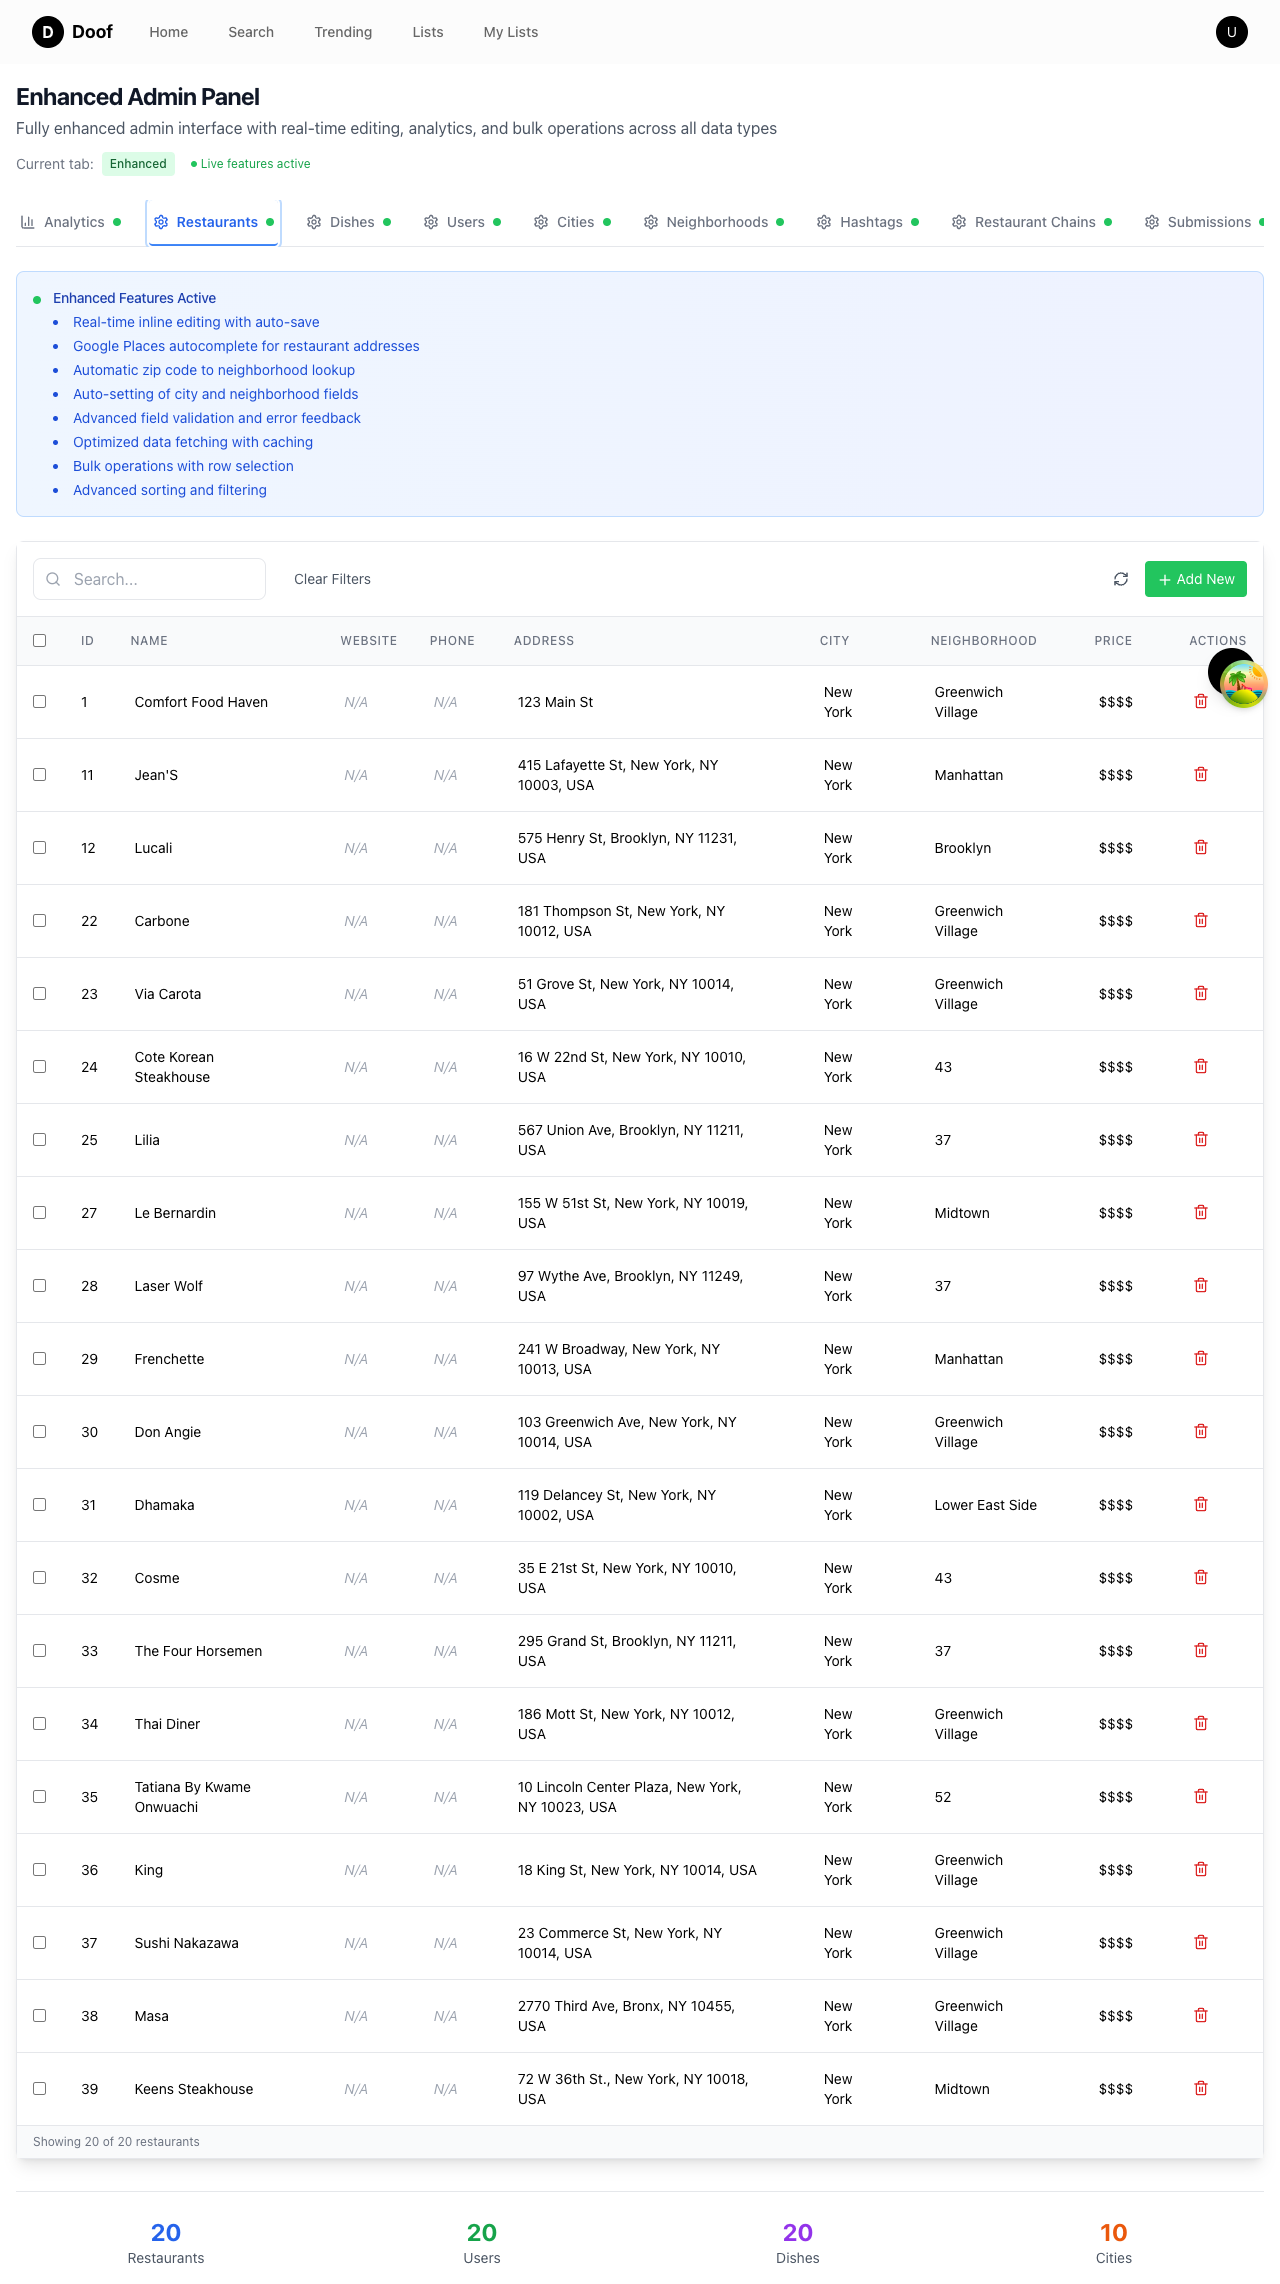 D Doof Home Search Trending Lists My Lists U
Enhanced Admin Panel
Fully enhanced admin interface with real-time editing, analytics, and bulk operations across all data types
Current tab: Enhanced Live features active
Analytics Restaurants Dishes Users Cities Neighborhoods Hashtags Restaurant Chains Submissions
Enhanced Features Active
• Real-time inline editing with auto-save
• Google Places autocomplete for restaurant addresses
• Automatic zip code to neighborhood lookup
• Auto-setting of city and neighborhood fields
• Advanced field validation and error feedback
• Optimized data fetching with caching
• Bulk operations with row selection
• Advanced sorting and filtering
Search... Clear Filters + Add New
ID NAME WEBSITE PHONE ADDRESS CITY NEIGHBORHOOD PRICE ACTIONS
1 Comfort Food Haven N/A N/A 123 Main St New York Greenwich Village $$$$
11 Jean'S N/A N/A 415 Lafayette St, New York, NY 10003, USA New York Manhattan $$$$
12 Lucali N/A N/A 575 Henry St, Brooklyn, NY 11231, USA New York Brooklyn $$$$
22 Carbone N/A N/A 181 Thompson St, New York, NY 10012, USA New York Greenwich Village $$$$
23 Via Carota N/A N/A 51 Grove St, New York, NY 10014, USA New York Greenwich Village $$$$
24 Cote Korean Steakhouse N/A N/A 16 W 22nd St, New York, NY 10010, USA New York 43 $$$$
25 Lilia N/A N/A 567 Union Ave, Brooklyn, NY 11211, USA New York 37 $$$$
27 Le Bernardin N/A N/A 155 W 51st St, New York, NY 10019, USA New York Midtown $$$$
28 Laser Wolf N/A N/A 97 Wythe Ave, Brooklyn, NY 11249, USA New York 37 $$$$
29 Frenchette N/A N/A 241 W Broadway, New York, NY 10013, USA New York Manhattan $$$$
30 Don Angie N/A N/A 103 Greenwich Ave, New York, NY 10014, USA New York Greenwich Village $$$$
31 Dhamaka N/A N/A 119 Delancey St, New York, NY 10002, USA New York Lower East Side $$$$
32 Cosme N/A N/A 35 E 21st St, New York, NY 10010, USA New York 43 $$$$
33 The Four Horsemen N/A N/A 295 Grand St, Brooklyn, NY 11211, USA New York 37 $$$$
34 Thai Diner N/A N/A 186 Mott St, New York, NY 10012, USA New York Greenwich Village $$$$
35 Tatiana By Kwame Onwuachi N/A N/A 10 Lincoln Center Plaza, New York, NY 10023, USA New York 52 $$$$
36 King N/A N/A 18 King St, New York, NY 10014, USA New York Greenwich Village $$$$
37 Sushi Nakazawa N/A N/A 23 Commerce St, New York, NY 10014, USA New York Greenwich Village $$$$
38 Masa N/A N/A 2770 Third Ave, Bronx, NY 10455, USA New York Greenwich Village $$$$
39 Keens Steakhouse N/A N/A 72 W 36th St., New York, NY 10018, USA New York Midtown $$$$
Showing 20 of 20 restaurants
20 20 20 10
Restaurants Users Dishes Cities